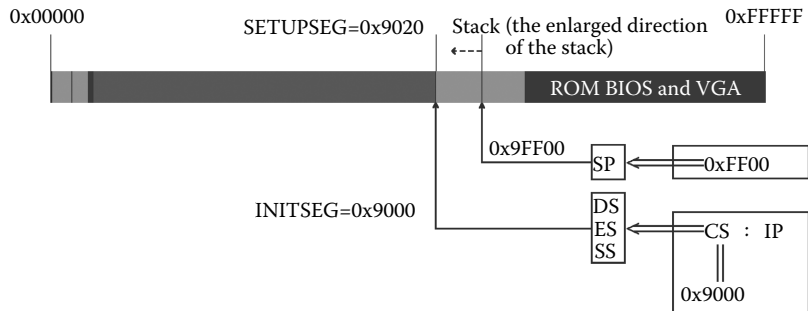 0x00000
SETUPSEG=0x9020
Stack (the enlarged direction
of the stack)
0xFFFFF
ROM BIOS and VGA
0x9FF00
SP
0xFF00
INITSEG=0x9000
DS
ES
SS
CS : IP
0x9000